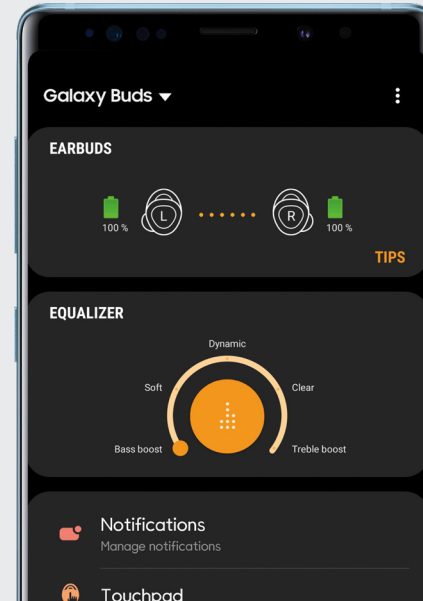 Galaxy Buds
EARBUDS
L
R
100 %
100 %
TIPS
EQUALIZER
Dynamic
Soft
Clear
Bass boost
Treble boost
Notifications
Manage notifications
Touchpad